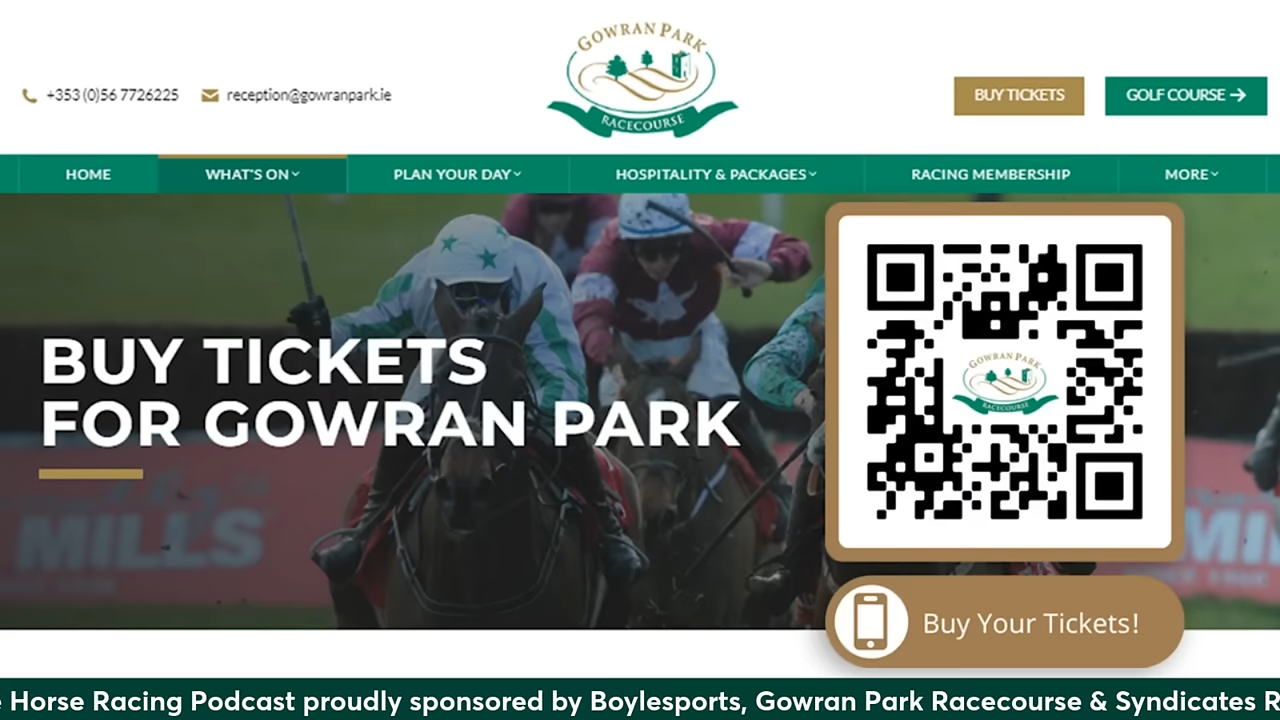 GOWRAN PARK
RACECOURSE
+353 (0)56 7726225
reception@gowranpark.ie
BUY TICKETS
GOLF COURSE
HOME
WHAT'S ON
PLAN YOUR DAY
HOSPITALITY & PACKAGES
RACING MEMBERSHIP
MORE
BUY TICKETS
FOR GOWRAN PARK
MILLS
GOWRAN PARK
RACECOURSE
Buy Your Tickets!
Horse Racing Podcast proudly sponsored by Boylesports, Gowran Park Racecourse & Syndicates